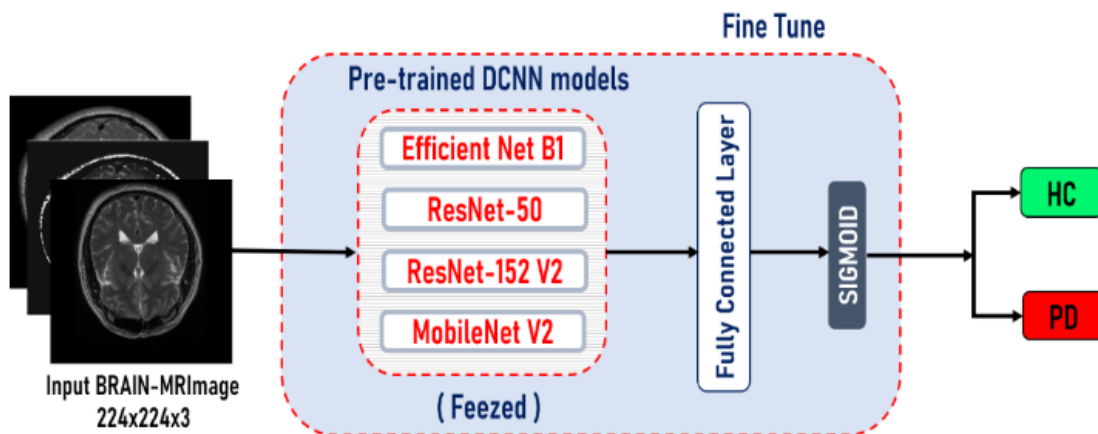 Fine Tune
Pre-trained DCNN models
Efficient Net B1
ResNet-50
ResNet-152 V2
MobileNet V2
( Feezed )
Fully Connected Layer
SIGMOID
HC
PD
Input BRAIN-MRImage
224x224x3